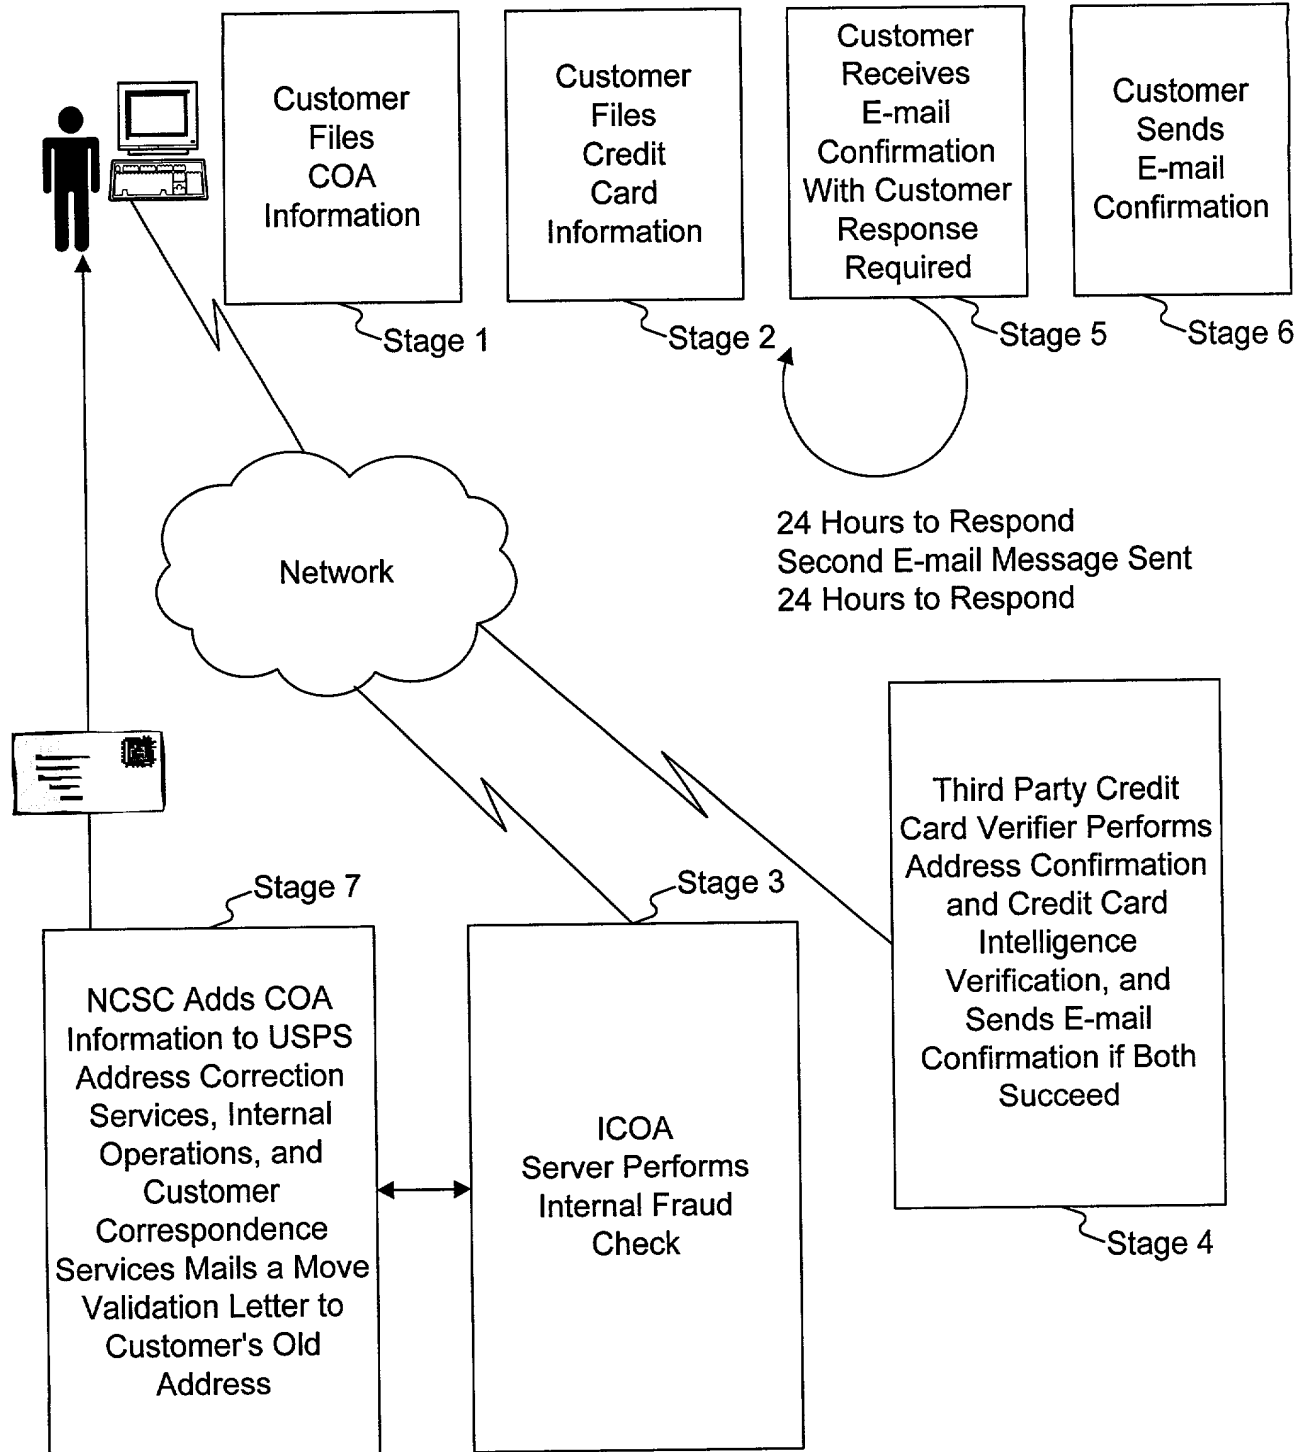 Customer
Files
COA
Information
Stage 1
Customer
Files
Credit
Card
Information
Stage 2
Customer
Receives
E-mail
Confirmation
With Customer
Response
Required
Stage 5
Customer
Sends
E-mail
Confirmation
Stage 6
24 Hours to Respond
Second E-mail Message Sent
24 Hours to Respond
Network
Stage 7
NCSC Adds COA
Information to USPS
Address Correction
Services, Internal
Operations, and
Customer
Correspondence
Services Mails a Move
Validation Letter to
Customer's Old
Address
Stage 3
ICOA
Server Performs
Internal Fraud
Check
Third Party Credit
Card Verifier Performs
Address Confirmation
and Credit Card
Intelligence
Verification, and
Sends E-mail
Confirmation if Both
Succeed
Stage 4